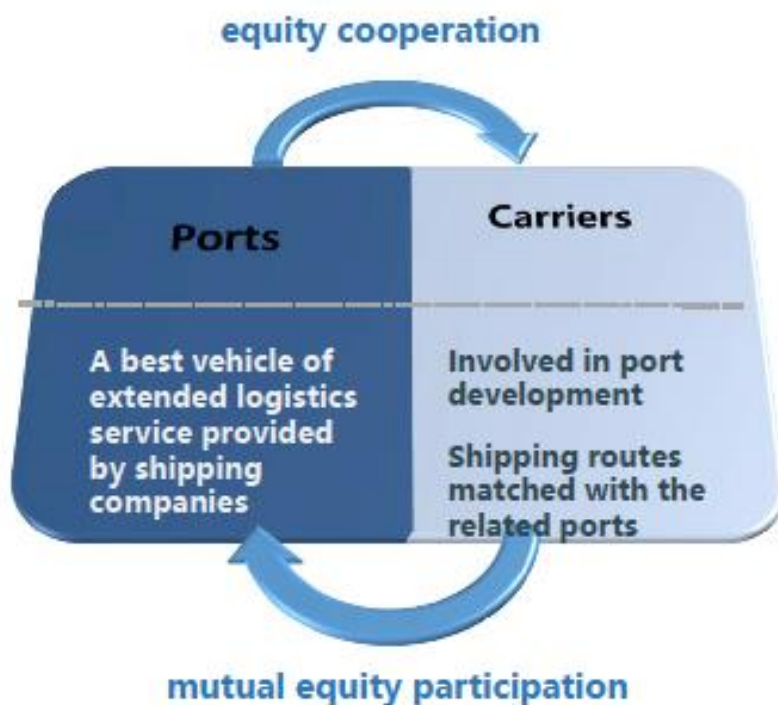 equity cooperation
Ports
Carriers
A best vehicle of
extended logistics
service provided
by shipping
companies
Involved in port
development
Shipping routes
matched with the
related ports
mutual equity participation